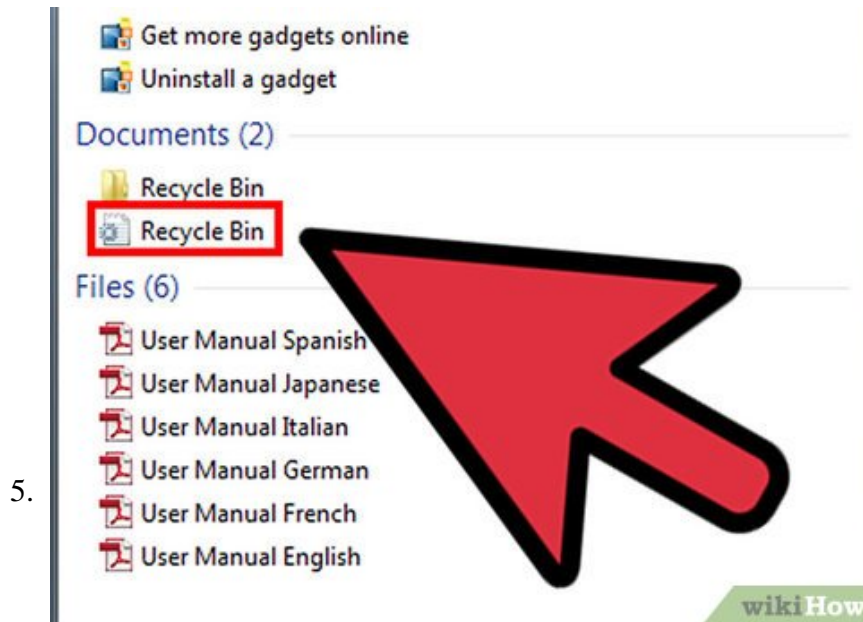 Get more gadgets online
Uninstall a gadget
Documents (2)
Recycle Bin
Recycle Bin
Files (6)
User Manual Spanish
User Manual Japanese
User Manual Italian
User Manual German
5.
User Manual French
User Manual English
wikiHow